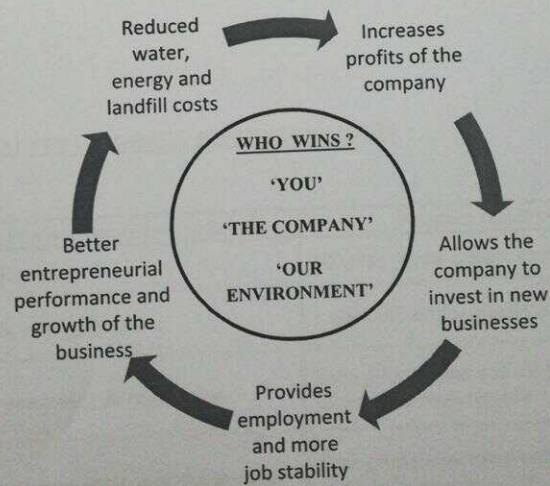 Reduced
water,
energy and
landfill costs
Increases
profits of the
company
Allows the
company to
invest in new
businesses
Provides
employment
and more
job stability
Better
entrepreneurial
performance and
growth of the
business
WHO WINS ?
‘YOU’
‘THE COMPANY’
‘OUR
ENVIRONMENT’